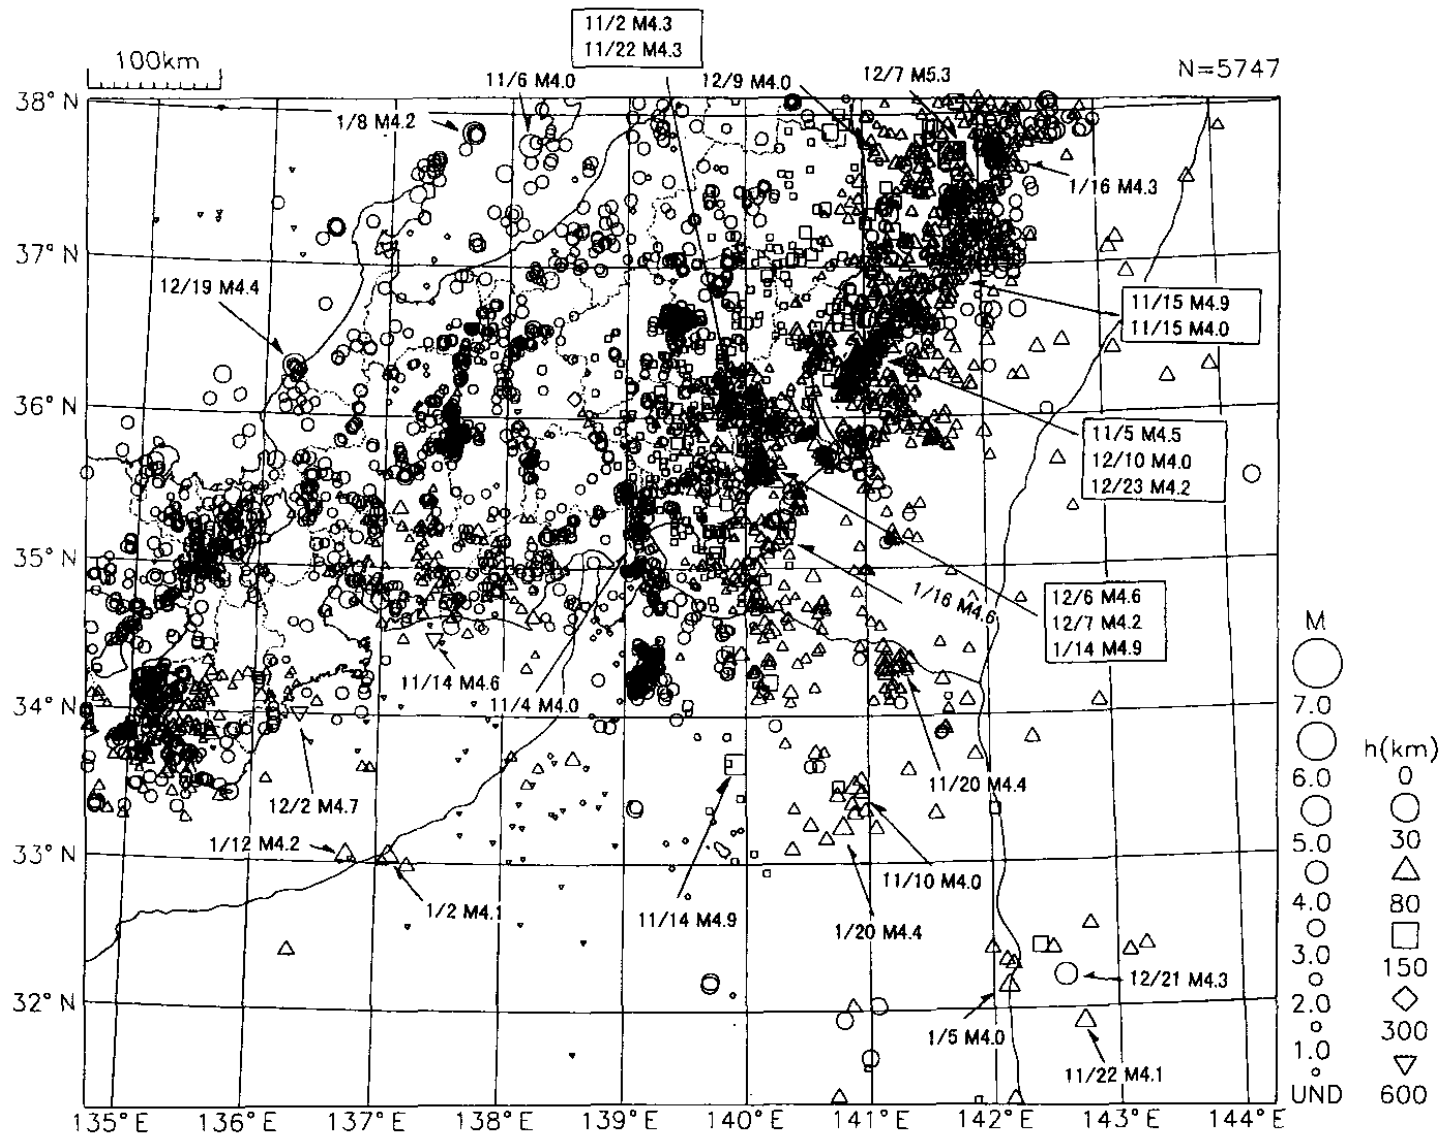 11/2 M4.3
11/22 M4.3
100km
11/6 M4.0
12/9 M4.0
12/7 M5.3
N=5747
38°N
1/8 M4.2
1/16 M4.3
37°N
12/19 M4.4
11/15 M4.9
11/15 M4.0
36°N
11/5 M4.5
12/10 M4.0
12/23 M4.2
35°N
1/16 M4.6
12/6 M4.6
12/7 M4.2
1/14 M4.9
11/14 M4.6
11/4 M4.0
34°N
11/20 M4.4
12/2 M4.7
1/12 M4.2
33°N
11/10 M4.0
1/2 M4.1
11/14 M4.9
1/20 M4.4
12/21 M4.3
32°N
1/5 M4.0
11/22 M4.1
135°E 136°E 137°E 138°E 139°E 140°E 141°E 142°E 143°E 144°E
M
7.0
6.0
5.0
4.0
3.0
2.0
1.0
UND
h(km)
0
30
80
150
300
600